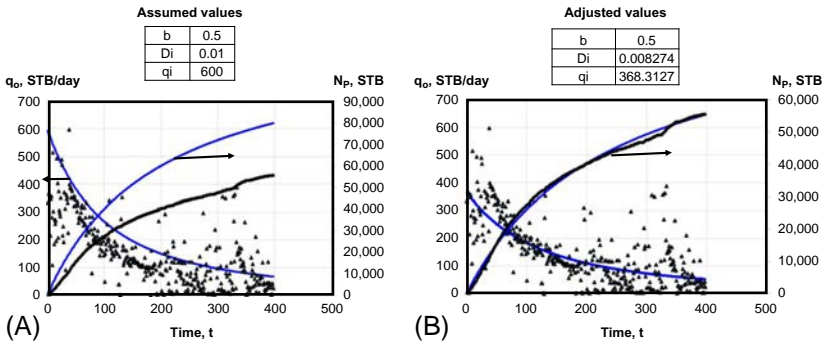 Assumed values
b 0.5
Di 0.01
qi 600
qo, STB/day
NP, STB
700
600
500
400
300
200
100
0
90,000
80,000
70,000
60,000
50,000
40,000
30,000
20,000
10,000
0
0 100 200 300 400 500
Time, t
(A)
Adjusted values
b 0.5
Di 0.008274
qi 368.3127
qo, STB/day
NP, STB
700
600
500
400
300
200
100
0
60,000
50,000
40,000
30,000
20,000
10,000
0
0 100 200 300 400 500
Time, t
(B)